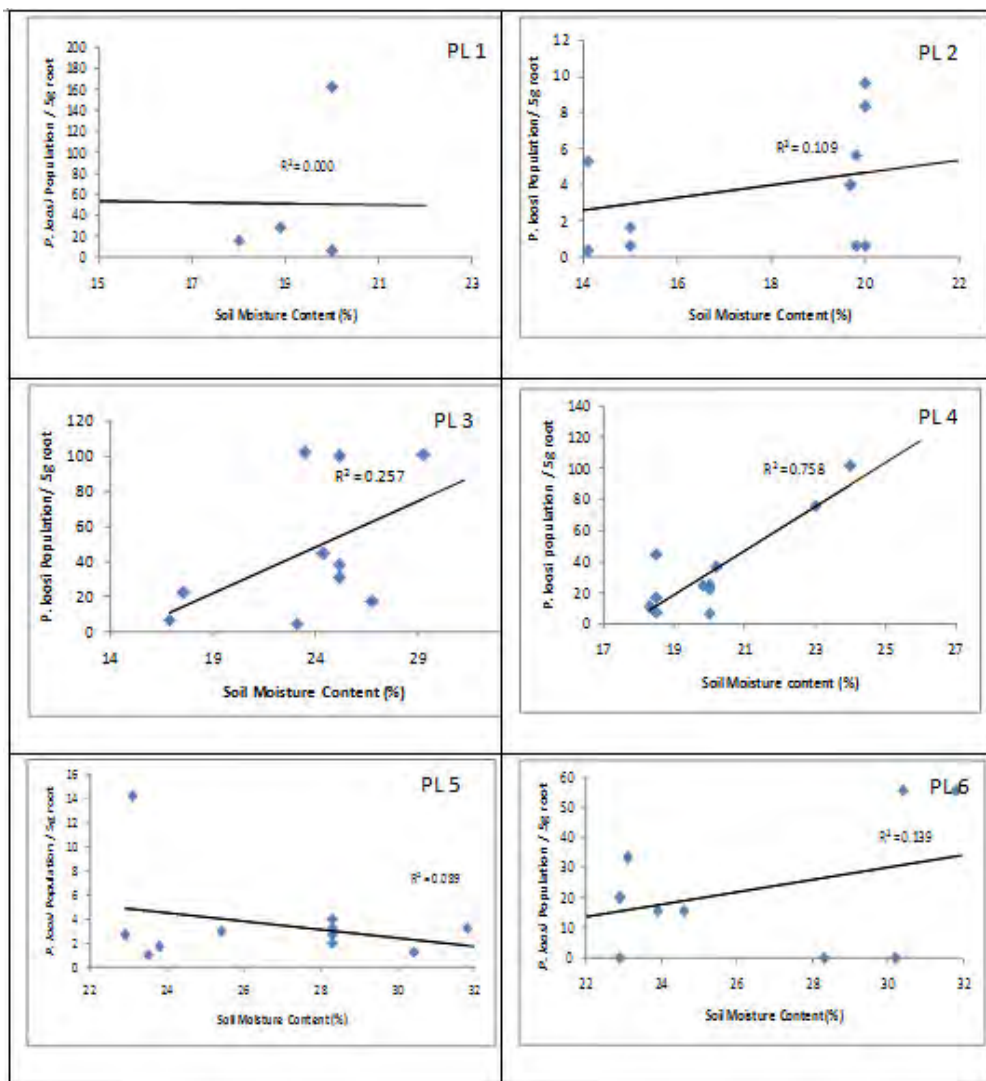 PL 1
P. loosi Population / 5g root
200
180
160
140
120
100
80
60
40
20
0
R² = 0.000
15 17 19 21 23
Soil Moisture Content (%)
PL 2
P. loosi Population / 5g root
12
10
8
6
4
2
0
R² = 0.109
14 16 18 20 22
Soil Moisture Content (%)
PL 3
P. loosi Population / 5g root
120
100
80
60
40
20
0
R² = 0.257
14 19 24 29
Soil Moisture Content (%)
PL 4
P. loosi population / 5g root
140
120
100
80
60
40
20
0
R² = 0.758
17 19 21 23 25 27
Soil Moisture content (%)
PL 5
P. loosi Population / 5g root
16
14
12
10
8
6
4
2
0
R² = 0.089
22 24 26 28 30 32
Soil Moisture Content (%)
PL 6
P. loosi Population / 5g root
60
50
40
30
20
10
0
R² = 0.139
22 24 26 28 30 32
Soil Moisture Content (%)